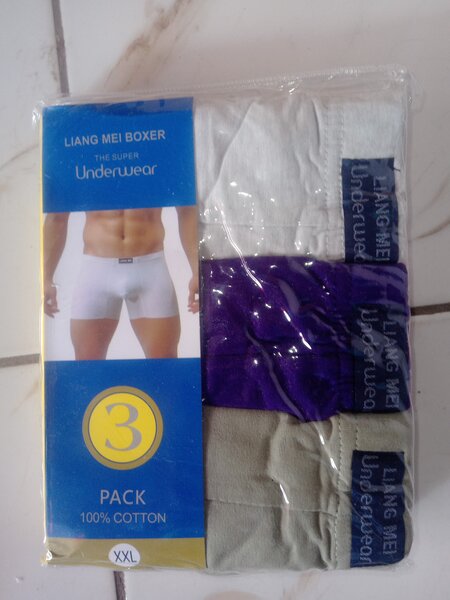 LIANG MEI BOXER
THE SUPER
Underwear
3
PACK
100% COTTON
XXL
LIANG MEI
Underwear
LIANG MEI
Underwear
LIANG MEI
Underwear